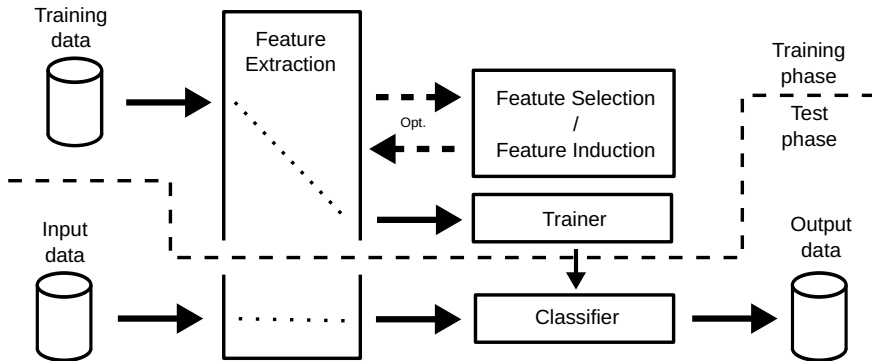 Training
data
Feature
Extraction
Opt.
Featute Selection
/
Feature Induction
Training
phase
Test
phase
Trainer
Input
data
Classifier
Output
data